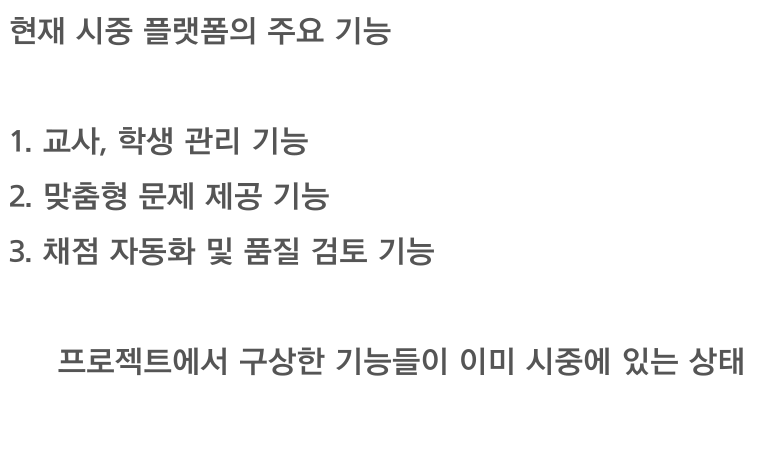 현재 시중 플랫폼의 주요 기능
1. 교사, 학생 관리 기능
2. 맞춤형 문제 제공 기능
3. 채점 자동화 및 품질 검토 기능
프로젝트에서 구상한 기능들이 이미 시중에 있는 상태